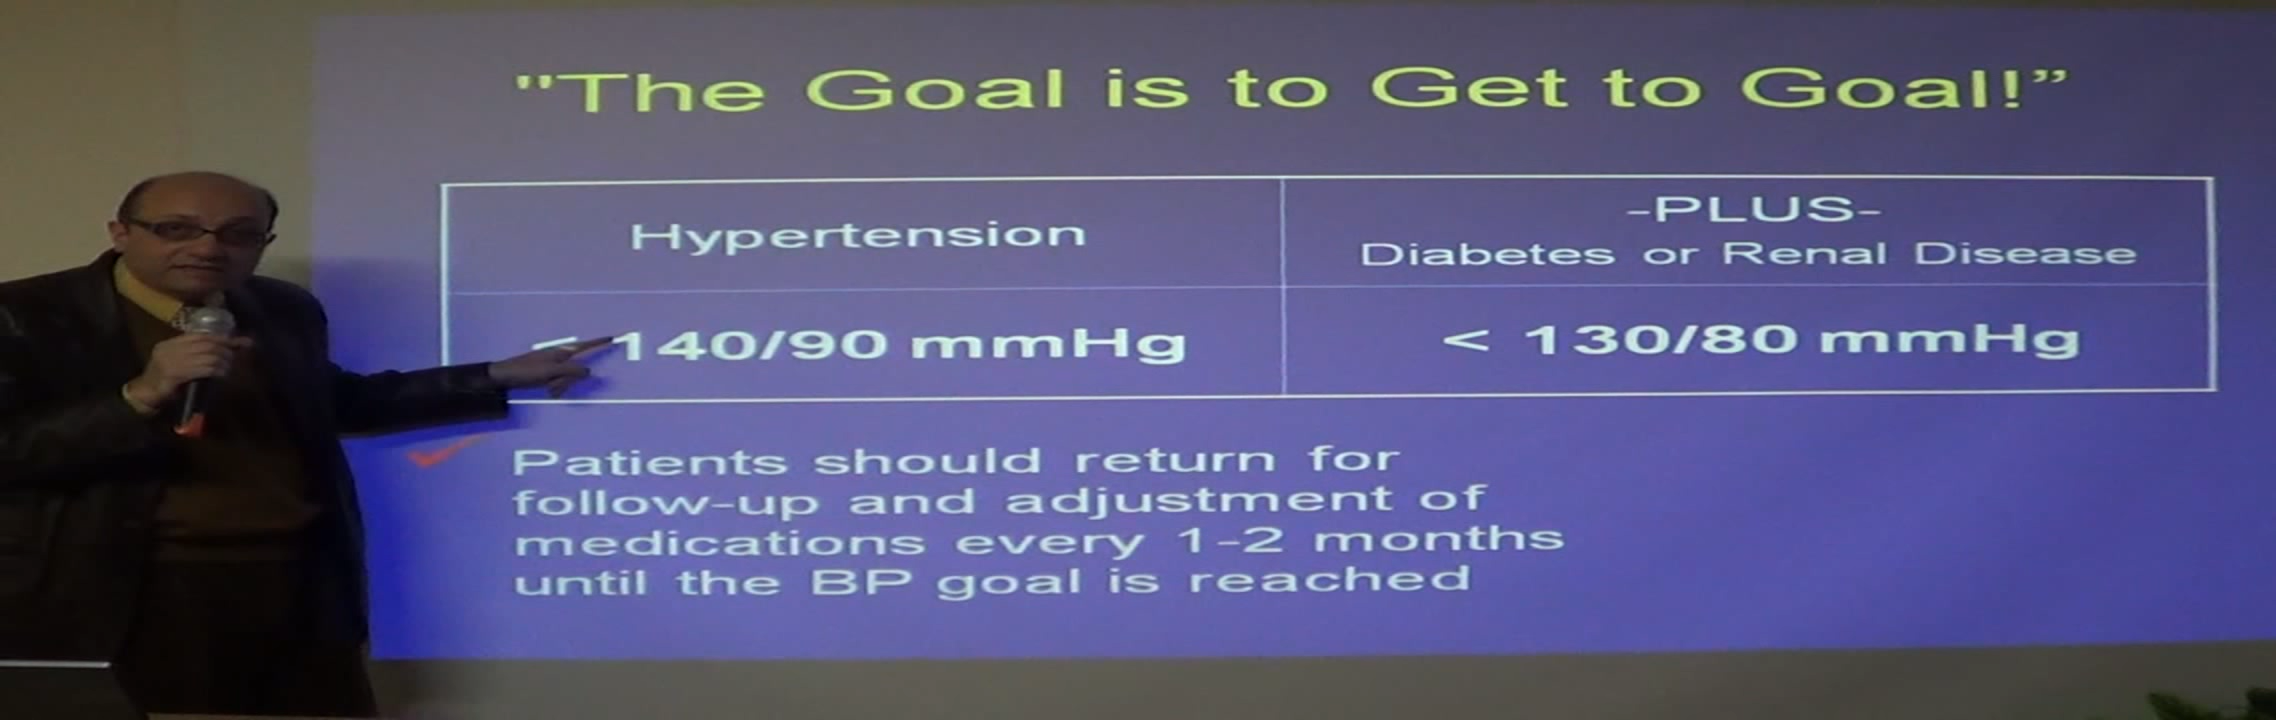 "The Goal is to Get to Goal!”
Hypertension
-PLUS-
Diabetes or Renal Disease
< 140/90 mmHg
< 130/80 mmHg
Patients should return for
follow-up and adjustment of
medications every 1-2 months
until the BP goal is reached